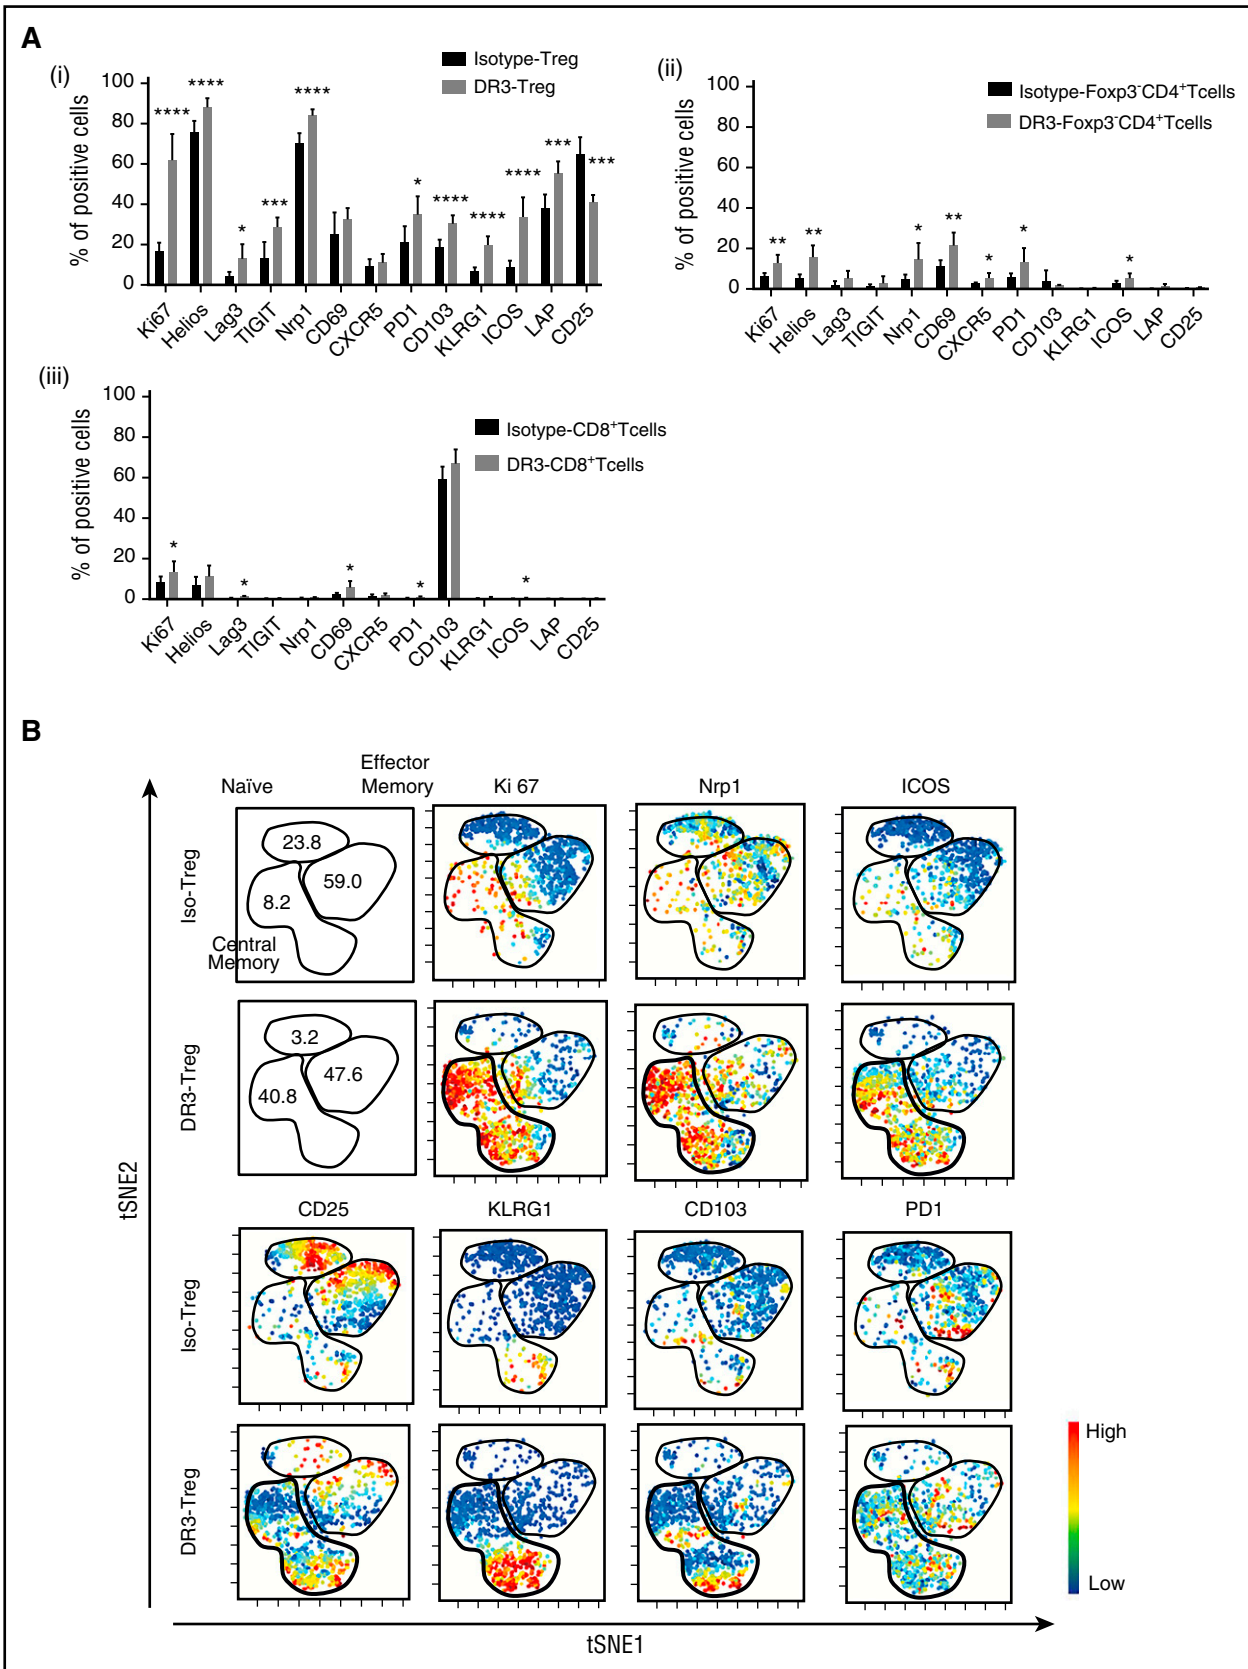 A
(i)
Isotype-Treg
DR3-Treg
% of positive cells
100
80
60
40
20
0
**** **** * *** **** * **** **** **** *** ***
Ki67 Helios Lag3 TIGIT Nrp1 CD69 CXCR5 PD1 CD103 KLRG1 ICOS LAP CD25
(ii)
Isotype-Foxp3⁻CD4⁺Tcells
DR3-Foxp3⁻CD4⁺Tcells
% of positive cells
100
80
60
40
20
0
** ** * ** * * *
Ki67 Helios Lag3 TIGIT Nrp1 CD69 CXCR5 PD1 CD103 KLRG1 ICOS LAP CD25
(iii)
Isotype-CD8⁺Tcells
DR3-CD8⁺Tcells
% of positive cells
100
80
60
40
20
0
* * * * *
Ki67 Helios Lag3 TIGIT Nrp1 CD69 CXCR5 PD1 CD103 KLRG1 ICOS LAP CD25
B
Naïve
Effector
Memory
Ki 67
Nrp1
ICOS
Iso-Treg
23.8
59.0
8.2
Central
Memory
DR3-Treg
3.2
47.6
40.8
CD25
KLRG1
CD103
PD1
Iso-Treg
DR3-Treg
High
Low
tSNE2
tSNE1